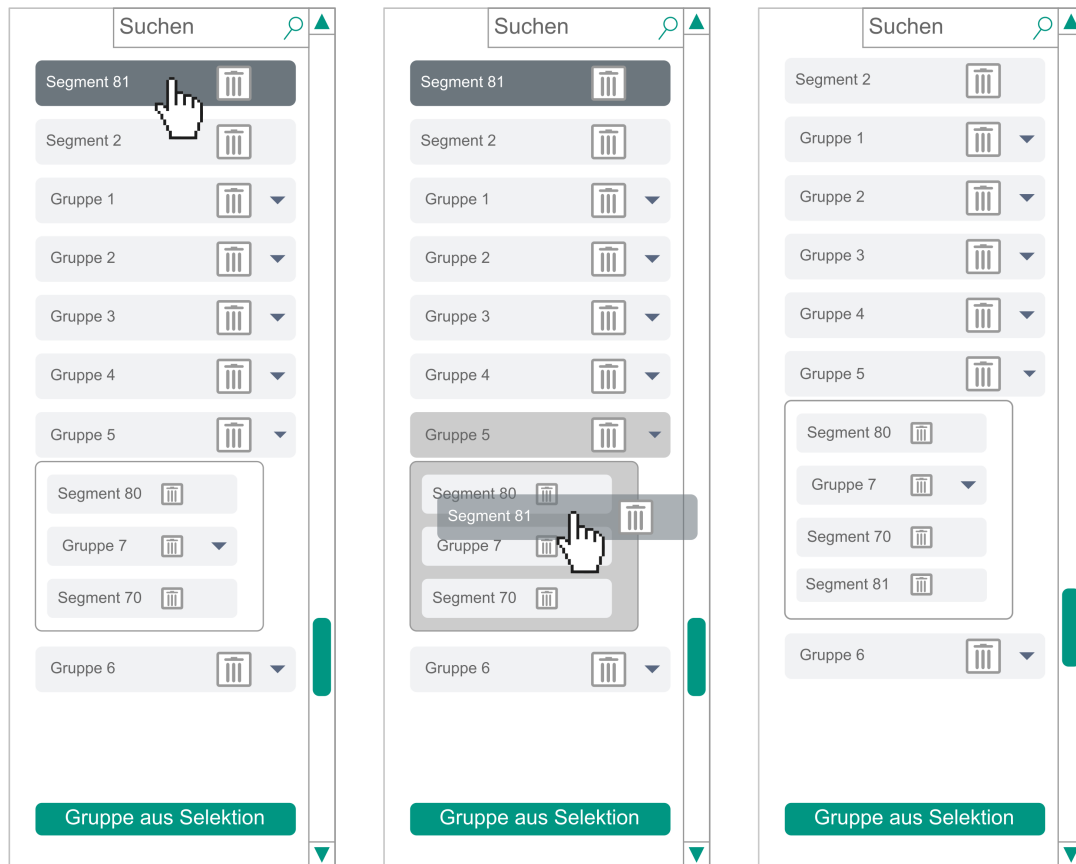 Suchen
Segment 81
Segment 2
Gruppe 1
Gruppe 2
Gruppe 3
Gruppe 4
Gruppe 5
Segment 80
Gruppe 7
Segment 70
Gruppe 6
Gruppe aus Selektion
Suchen
Segment 81
Segment 2
Gruppe 1
Gruppe 2
Gruppe 3
Gruppe 4
Gruppe 5
Segment 80
Segment 81
Gruppe 7
Segment 70
Gruppe 6
Gruppe aus Selektion
Suchen
Segment 2
Gruppe 1
Gruppe 2
Gruppe 3
Gruppe 4
Gruppe 5
Segment 80
Gruppe 7
Segment 70
Segment 81
Gruppe 6
Gruppe aus Selektion